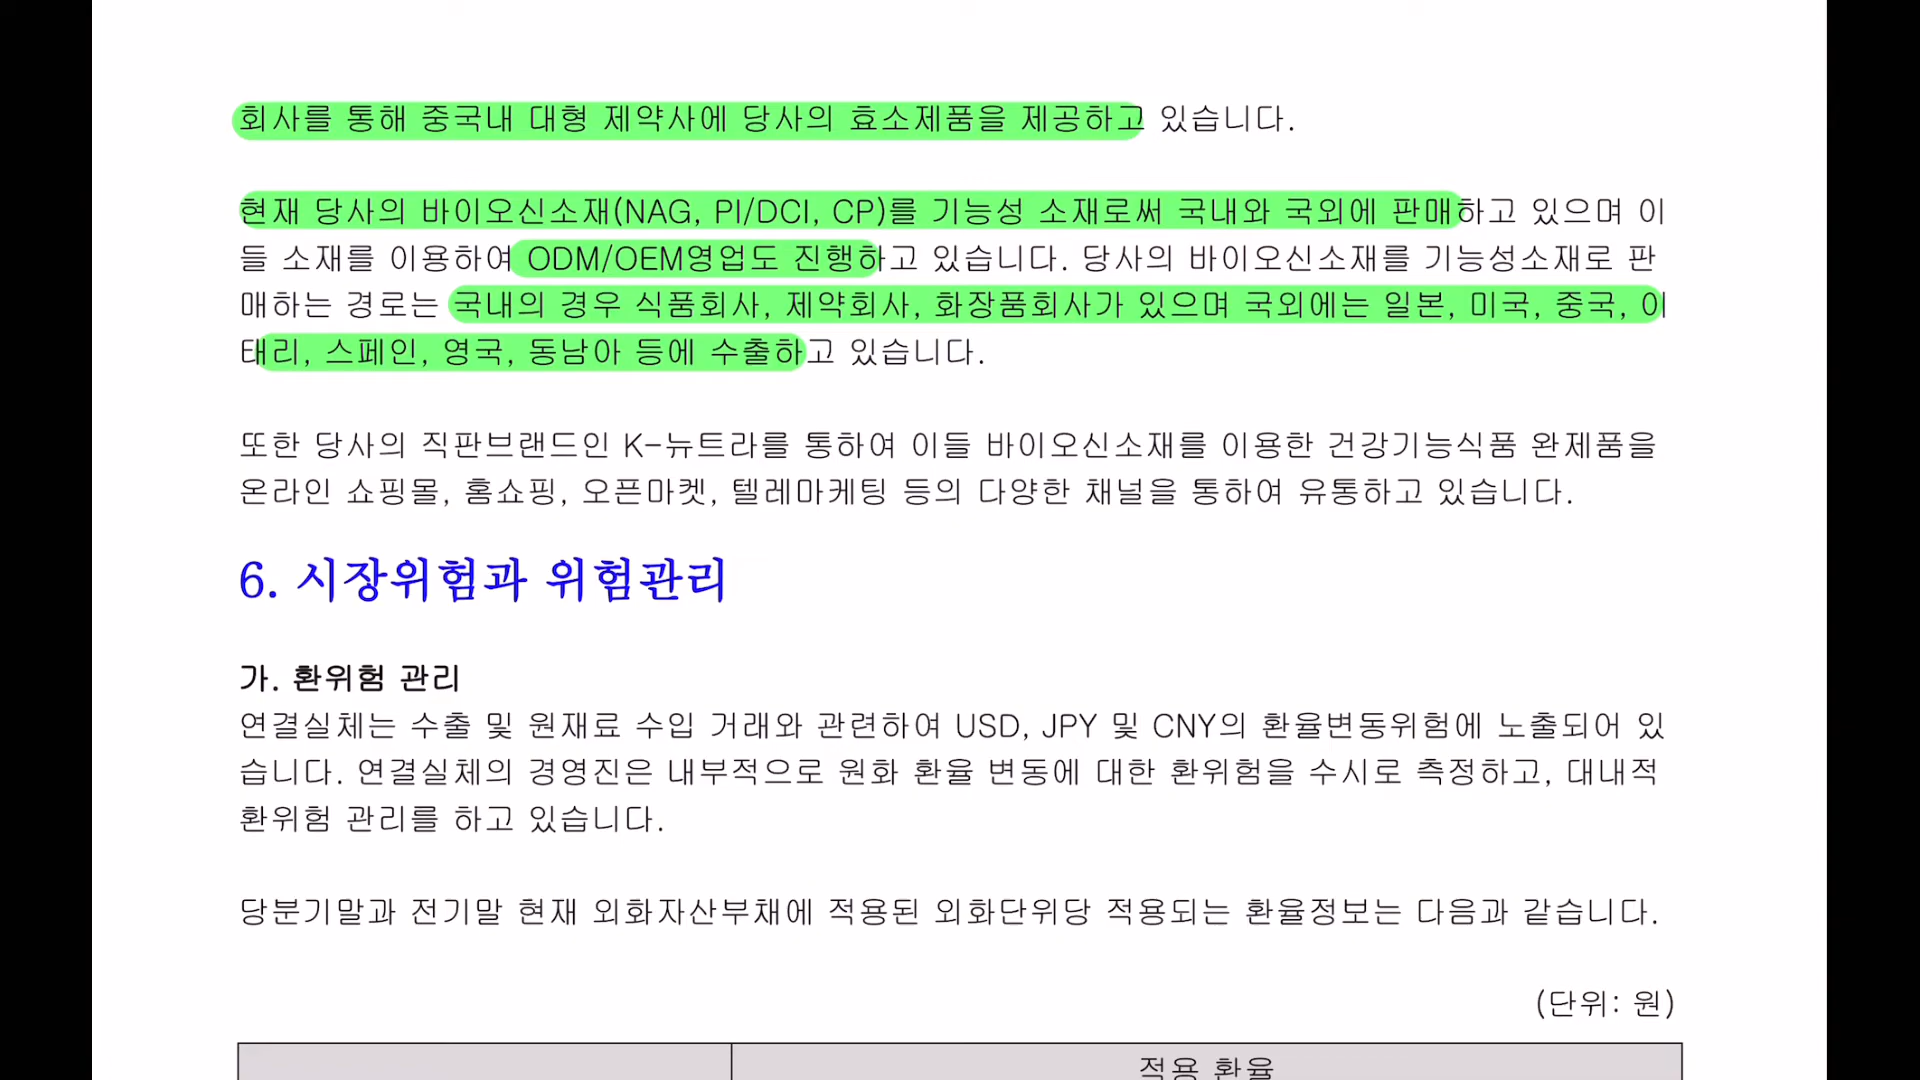 회사를 통해 중국내 대형 제약사에 당사의 효소제품을 제공하고 있습니다.
현재 당사의 바이오신소재(NAG, PI/DCI, CP)를 기능성 소재로써 국내와 국외에 판매하고 있으며 이
들 소재를 이용하여 ODM/OEM영업도 진행하고 있습니다. 당사의 바이오신소재를 기능성소재로 판
매하는 경로는 국내의 경우 식품회사, 제약회사, 화장품회사가 있으며 국외에는 일본, 미국, 중국, 이
태리, 스페인, 영국, 동남아 등에 수출하고 있습니다.
또한 당사의 직판브랜드인 K-뉴트라를 통하여 이들 바이오신소재를 이용한 건강기능식품 완제품을
온라인 쇼핑몰, 홈쇼핑, 오픈마켓, 텔레마케팅 등의 다양한 채널을 통하여 유통하고 있습니다.
6. 시장위험과 위험관리
가. 환위험 관리
연결실체는 수출 및 원재료 수입 거래와 관련하여 USD, JPY 및 CNY의 환율변동위험에 노출되어 있
습니다. 연결실체의 경영진은 내부적으로 원화 환율 변동에 대한 환위험을 수시로 측정하고, 대내적
환위험 관리를 하고 있습니다.
당분기말과 전기말 현재 외화자산부채에 적용된 외화단위당 적용되는 환율정보는 다음과 같습니다.
(단위: 원)
적용 환율